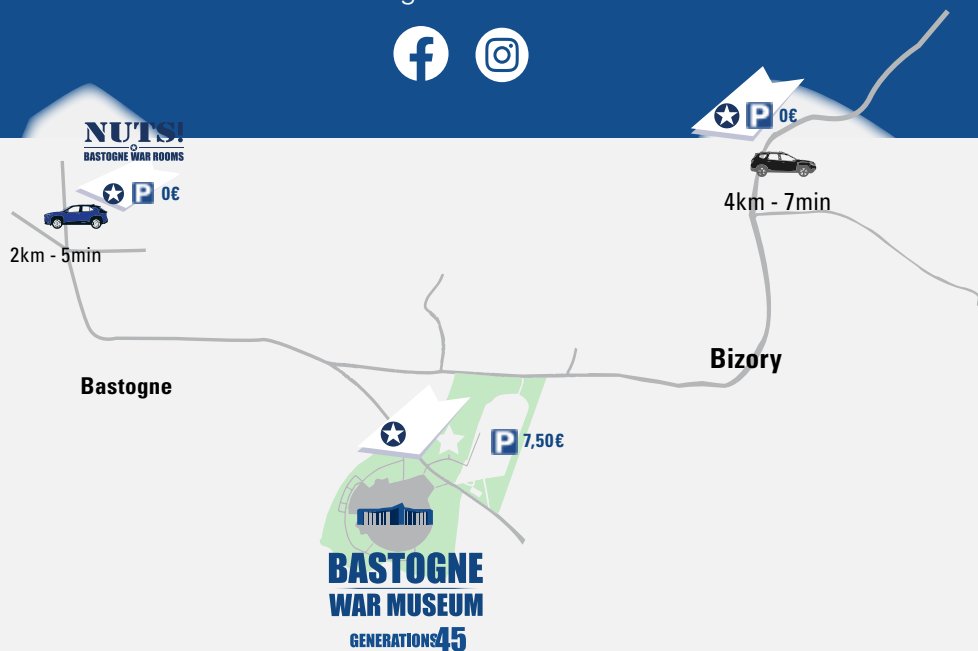 NUTS!
BASTOGNE WAR ROOMS
P 0€
2km - 5min
P 0€
4km - 7min
Bastogne
Bizory
P 7,50€
BASTOGNE
WAR MUSEUM
GENERATIONS45